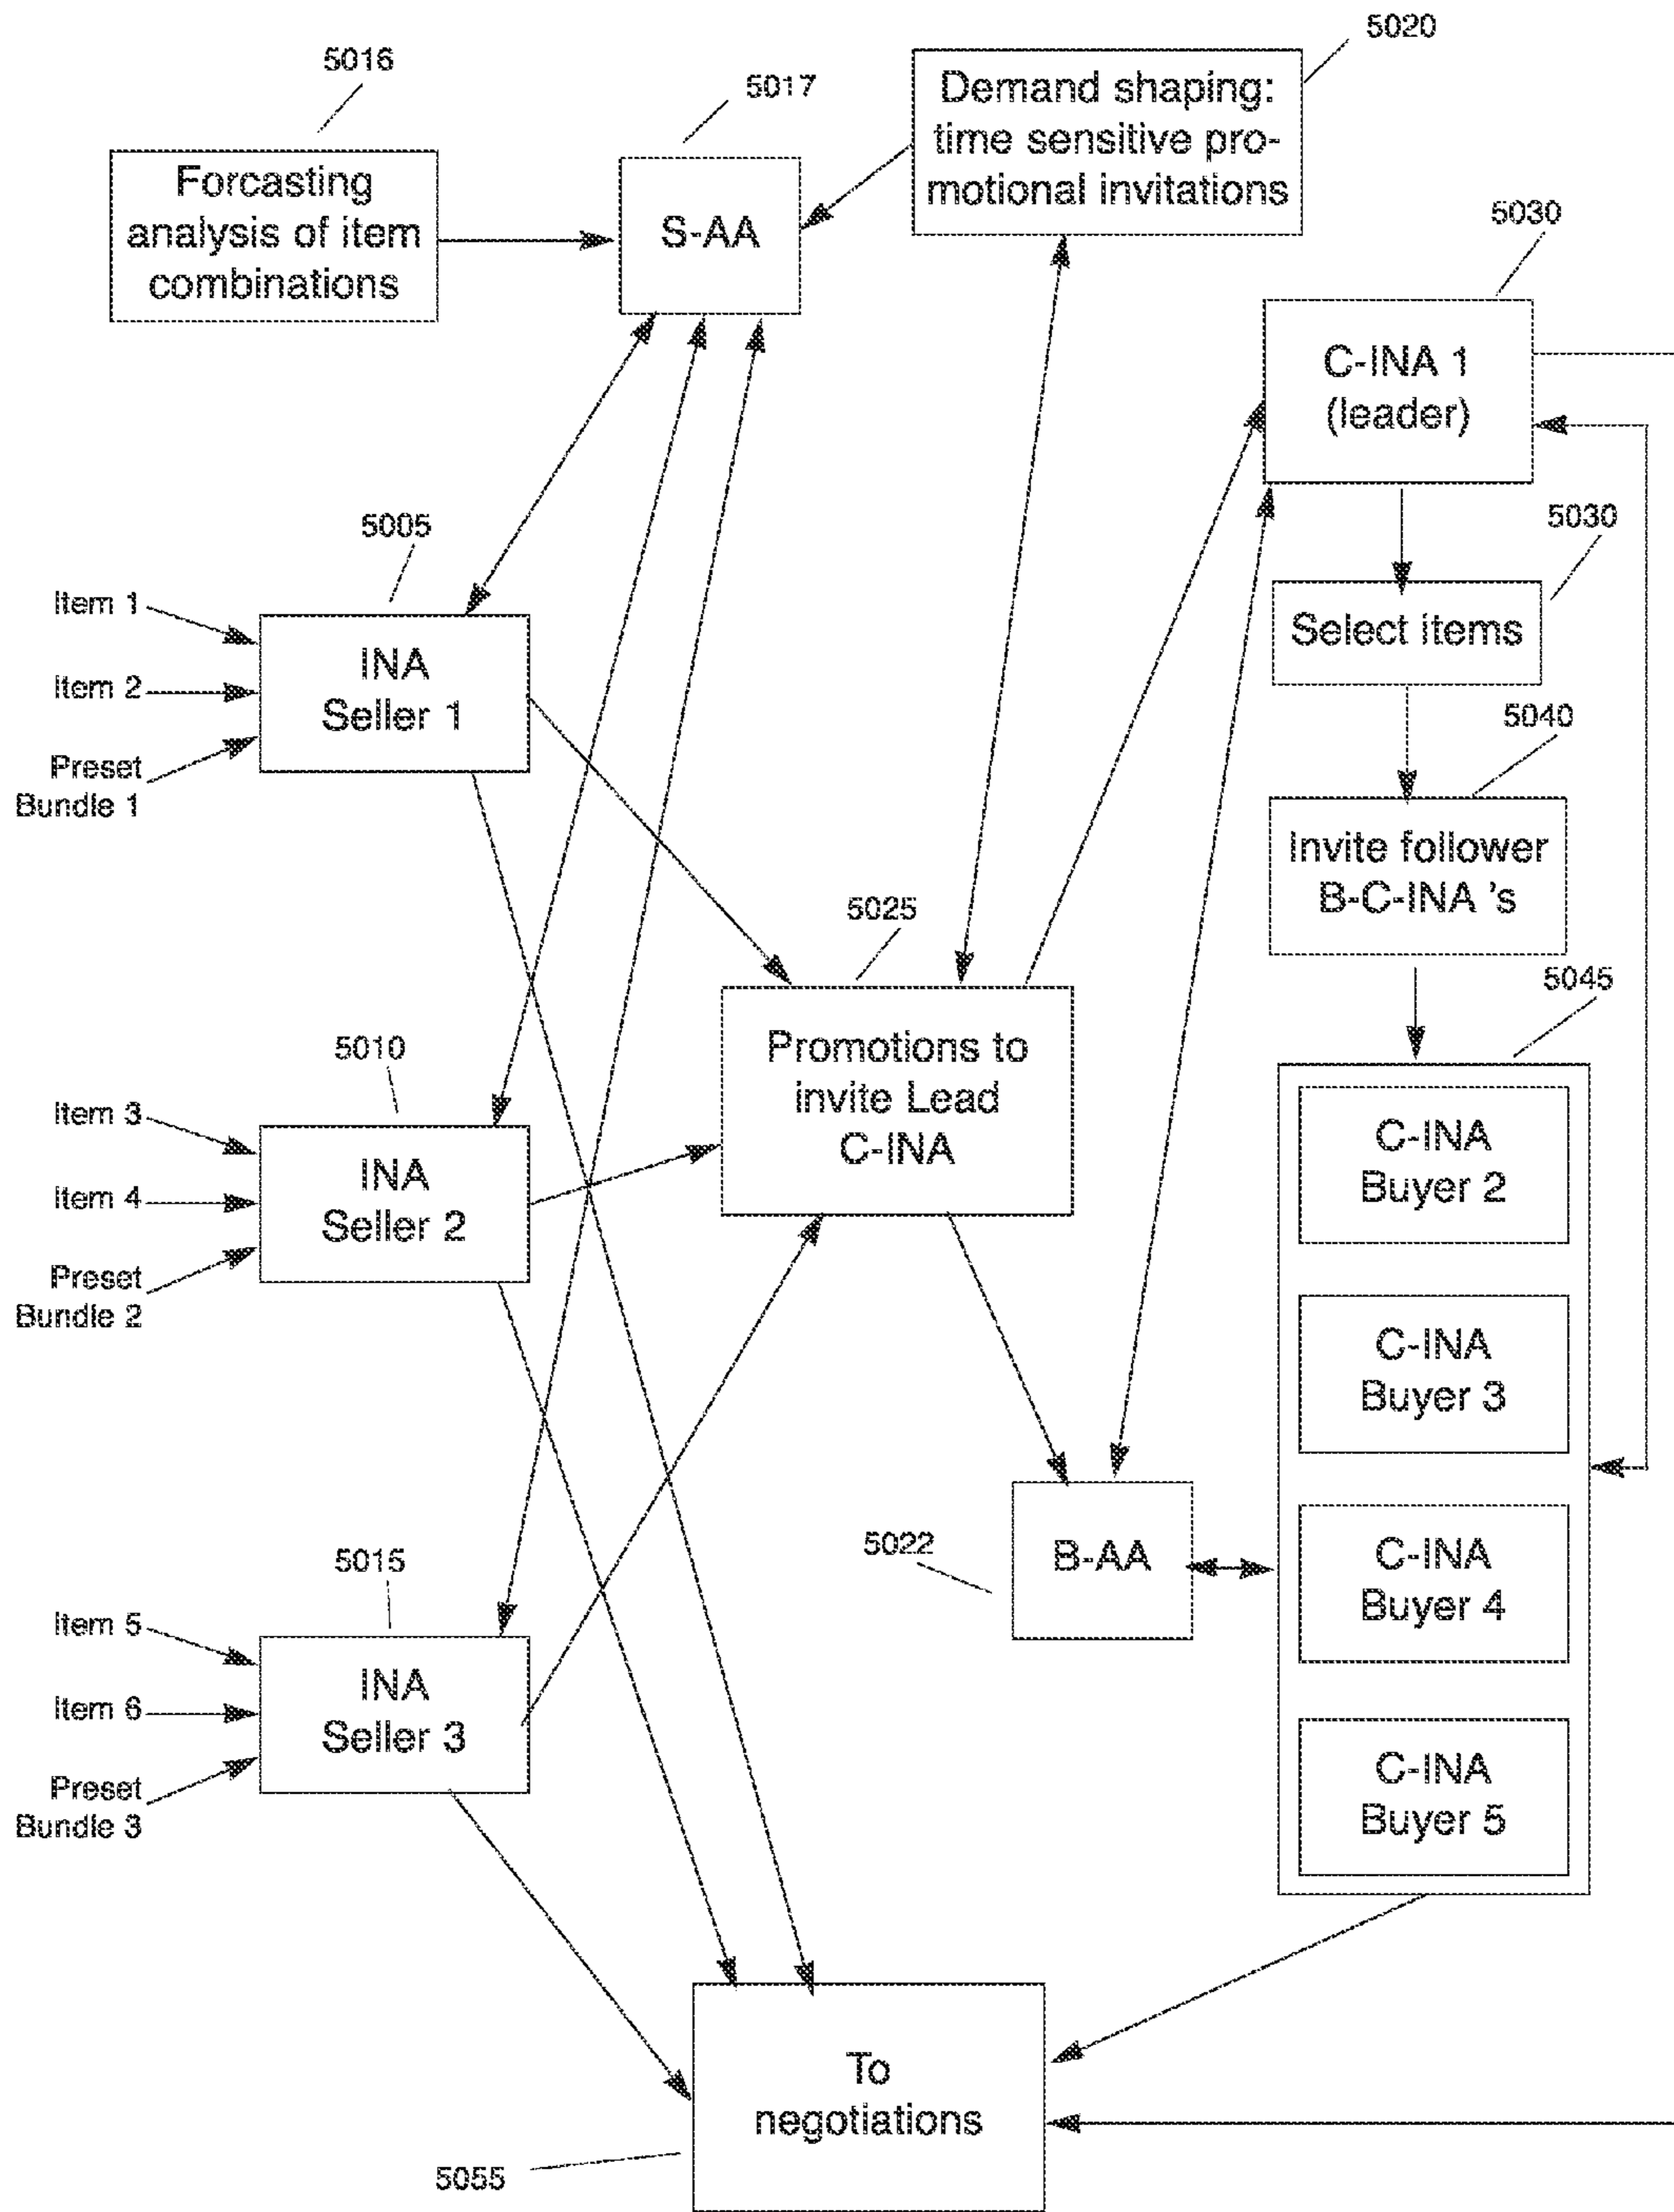 5020
5016
5017
Demand shaping:
time sensitive pro-
motional invitations
Forcasting
analysis of item
combinations
S-AA
5030
C-INA 1
(leader)
5030
Select items
5005
Item 1
Item 2
Preset
Bundle 1
INA
Seller 1
5040
Invite follower
B-C-INA 's
5025
Promotions to
invite Lead
C-INA
5045
C-INA
Buyer 2
C-INA
Buyer 3
C-INA
Buyer 4
C-INA
Buyer 5
5010
Item 3
Item 4
Preset
Bundle 2
INA
Seller 2
5022
B-AA
5015
Item 5
Item 6
Preset
Bundle 3
INA
Seller 3
To
negotiations
5055